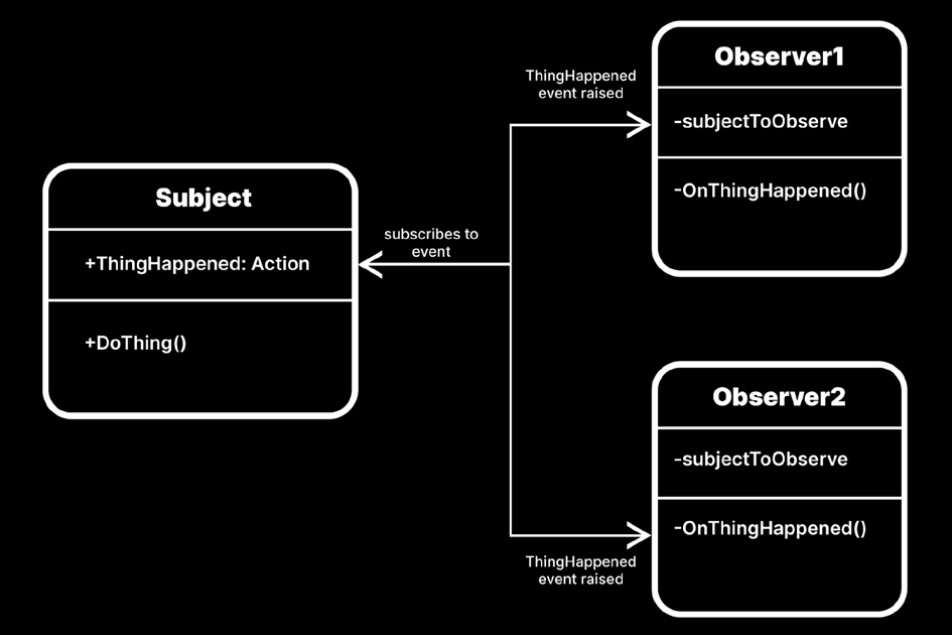 Subject
+ThingHappened: Action
+DoThing()
subscribes to
event
ThingHappened
event raised
Observer1
-subjectToObserve
-OnThingHappened()
ThingHappened
event raised
Observer2
-subjectToObserve
-OnThingHappened()